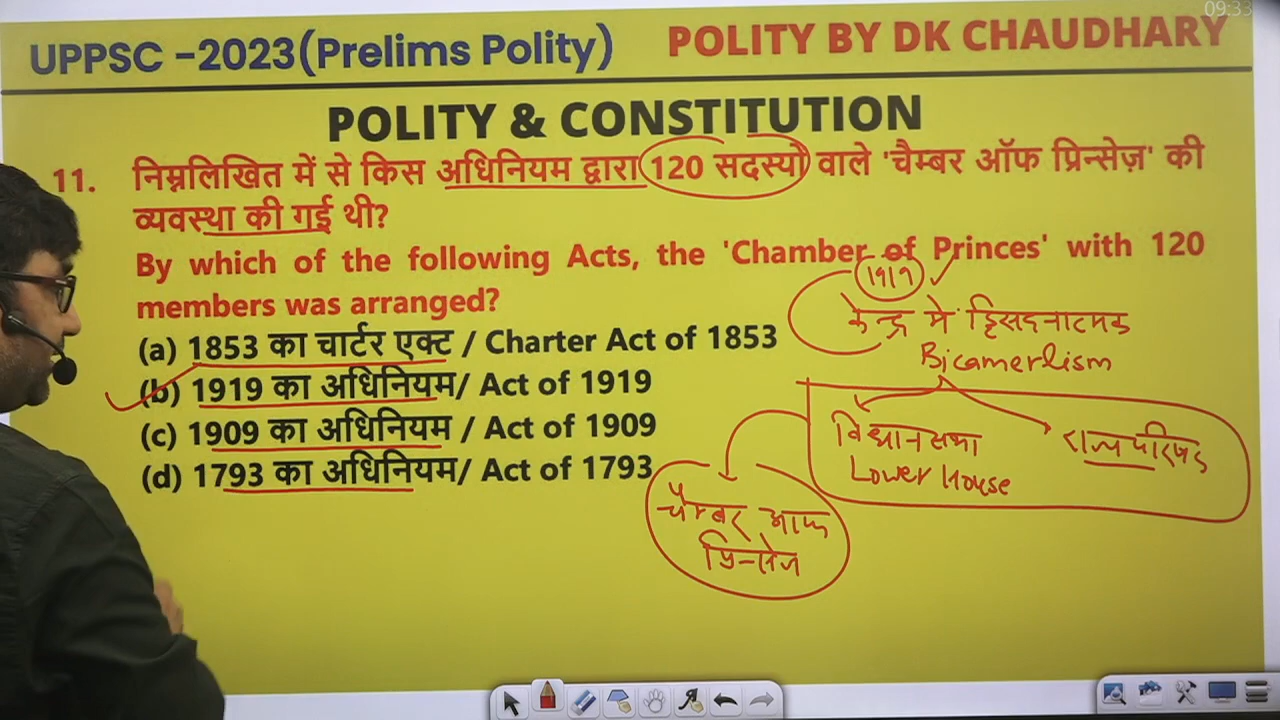 09:33
UPPSC -2023(Prelims Polity) POLITY BY DK CHAUDHARY
POLITY & CONSTITUTION
11. निम्नलिखित में से किस अधिनियम द्वारा 120 सदस्यों वाले 'चैम्बर ऑफ प्रिन्सेज़' की
व्यवस्था की गई थी?
By which of the following Acts, the 'Chamber of Princes' with 120
members was arranged?
(a) 1853 का चार्टर एक्ट / Charter Act of 1853
(b) 1919 का अधिनियम/ Act of 1919
(c) 1909 का अधिनियम / Act of 1909
(d) 1793 का अधिनियम/ Act of 1793
1919
केन्द्र में द्विसदनात्मक
Bicamerlism
विधानसभा
Lower House
राज्य परिषद
चैम्बर आफ
प्रिन्सेज